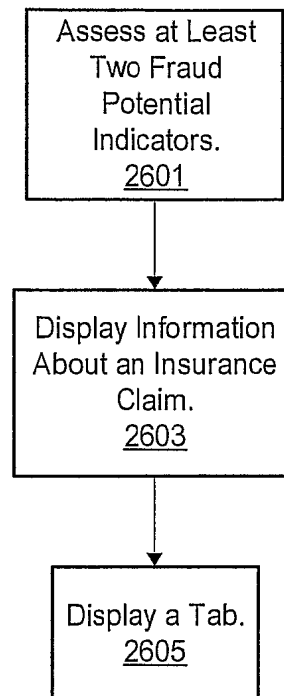 Assess at Least
Two Fraud
Potential
Indicators.
2601
Display Information
About an Insurance
Claim.
2603
Display a Tab.
2605